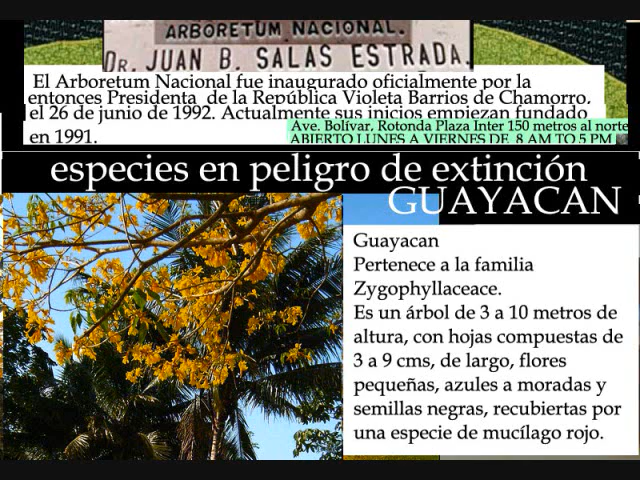 ARBORETUM NACIONAL.
DR. JUAN B. SALAS ESTRADA.
El Arboretum Nacional fue inaugurado oficialmente por la
entonces Presidenta de la República Violeta Barrios de Chamorro,
el 26 de junio de 1992. Actualmente sus inicios empiezan fundado
en 1991.
Ave. Bolívar, Rotonda Plaza Inter 150 metros al norte
ABIERTO LUNES A VIERNES DE 8 AM TO 5 PM
especies en peligro de extinción
GUAYACAN
Guayacan
Pertenece a la familia
Zygophyllaceace.
Es un árbol de 3 a 10 metros de
altura, con hojas compuestas de
3 a 9 cms, de largo, flores
pequeñas, azules a moradas y
semillas negras, recubiertas por
una especie de mucílago rojo.